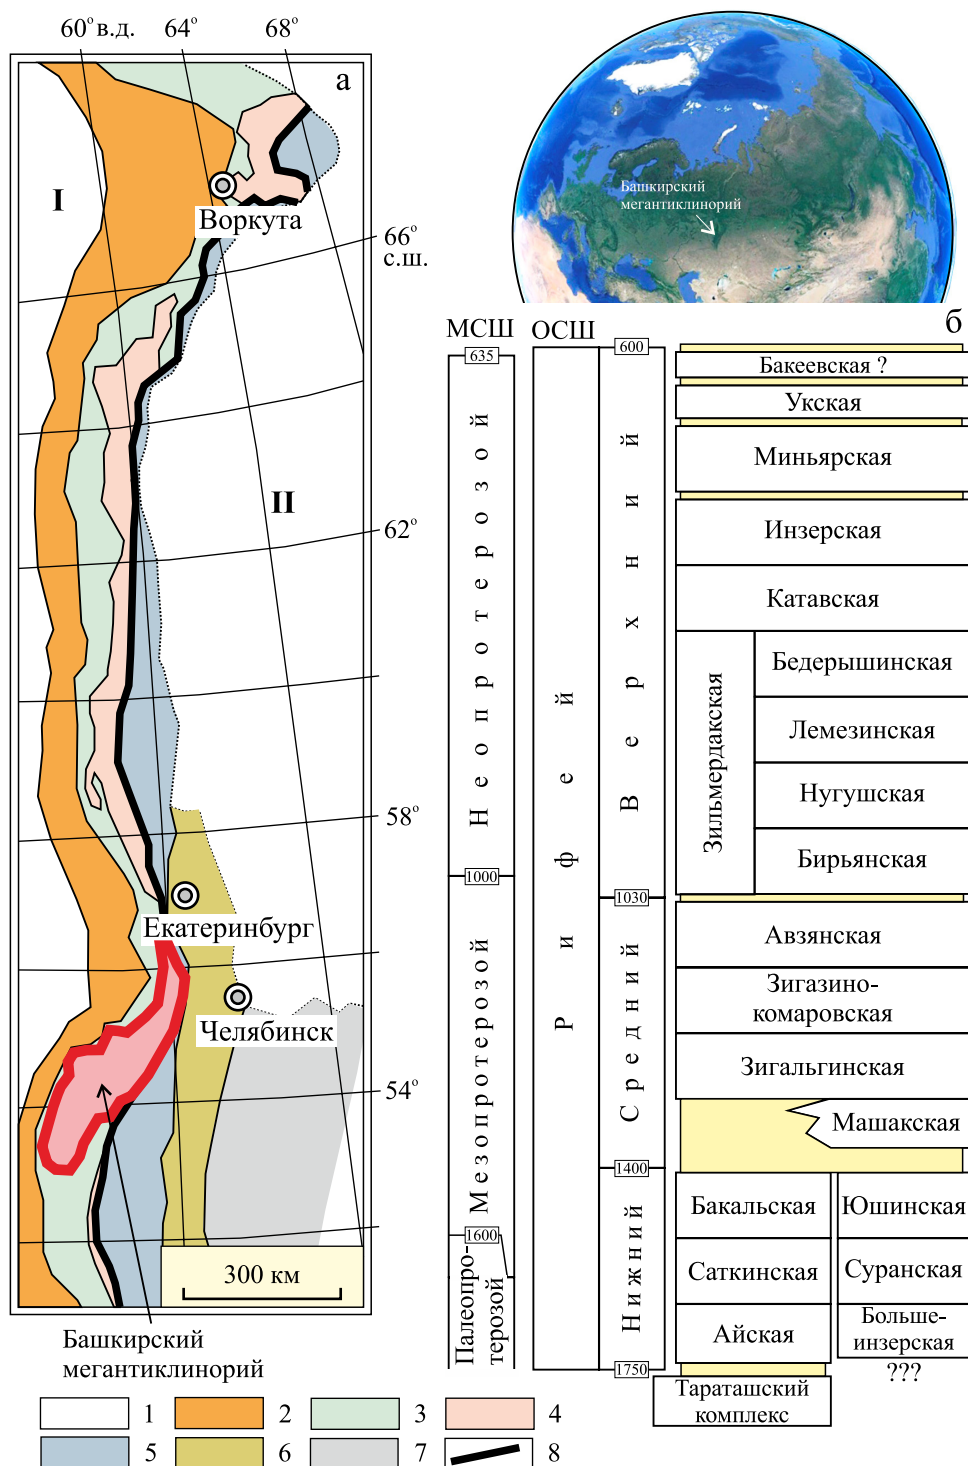 60° в.д.
64°
68°
а
I
Воркута
66°
с.ш.
II
62°
58°
Екатеринбург
Челябинск
54°
300 км
Башкирский
мегантиклинорий
1
2
3
4
5
6
7
8
Башкирский
мегантиклинорий
б
МСШ
ОСШ
635
Неопротерозой
1000
Мезопротерозой
1600
Палеопро-
терозой
Рифей
600
Верхний
1030
Средний
1400
Нижний
1750
Бакеевская ?
Укская
Миньярская
Инзерская
Катавская
Зильмердакская
Бедерышинская
Лемезинская
Нугушская
Бирьянская
Авзянская
Зигазино-
комаровская
Зигальгинская
Машакская
Бакальская
Юшинская
Саткинская
Суранская
Айская
Больше-
инзерская
???
Тараташский
комплекс